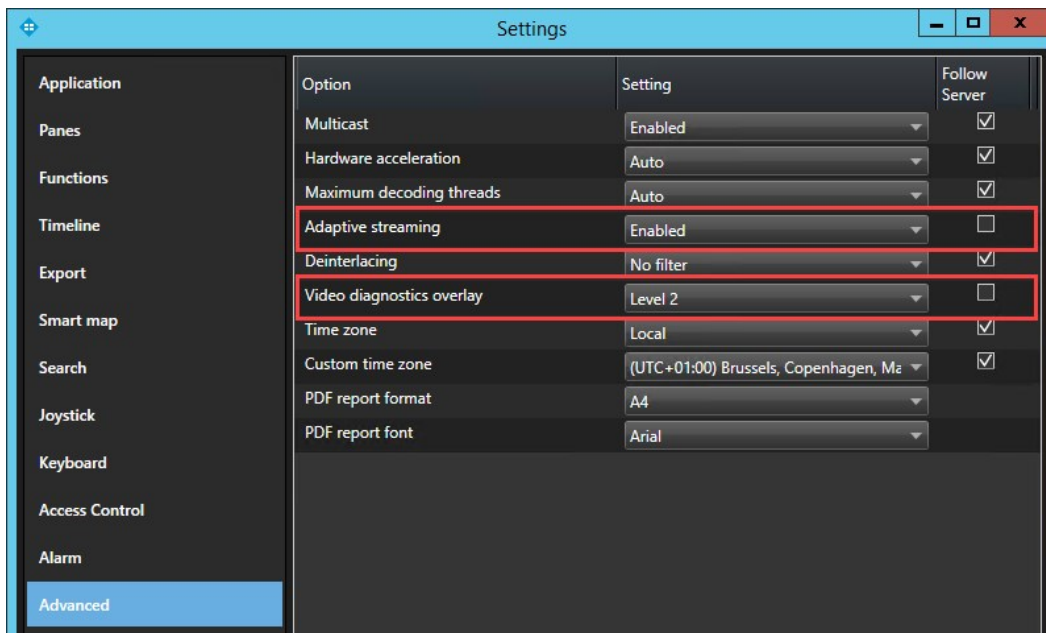 Settings
Application
Panes
Functions
Timeline
Export
Smart map
Search
Joystick
Keyboard
Access Control
Alarm
Advanced
Option Setting Follow
Server
Multicast Enabled
Hardware acceleration Auto
Maximum decoding threads Auto
Adaptive streaming Enabled
Deinterlacing No filter
Video diagnostics overlay Level 2
Time zone Local
Custom time zone (UTC+01:00) Brussels, Copenhagen, Ma
PDF report format A4
PDF report font Arial